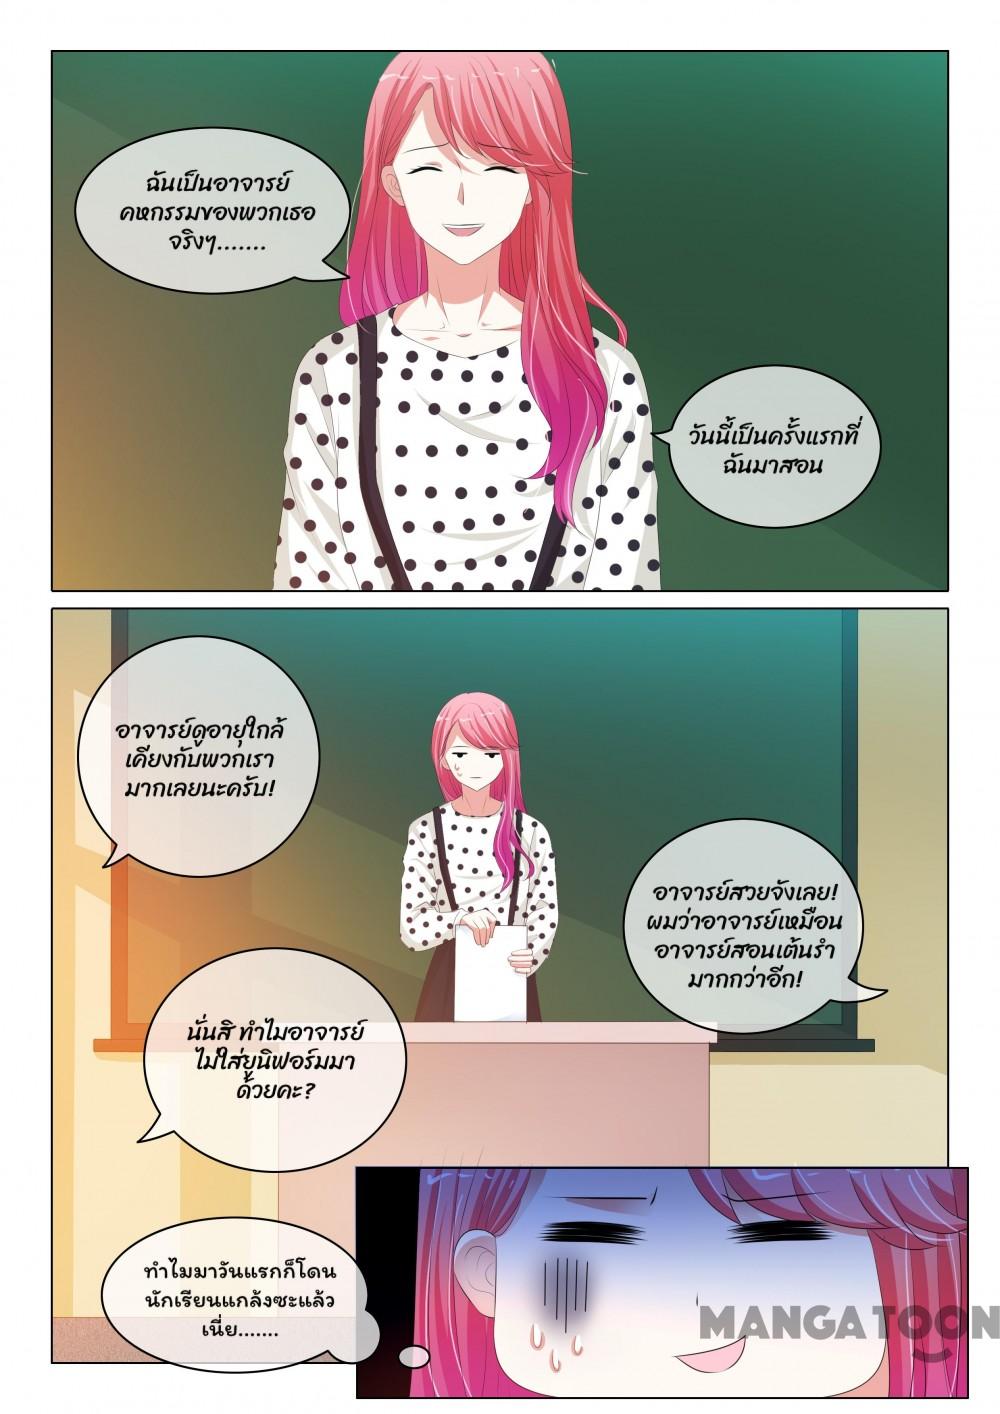 ฉันเป็นอาจารย์
คหกรรมของพวกเธอ
จริงๆ.......
วันนี้เป็นครั้งแรกที่
ฉันมาสอน
อาจารย์ดูอายุใกล้
เคียงกับพวกเรา
มากเลยนะครับ!
อาจารย์สวยจังเลย!
ผมว่าอาจารย์เหมือน
อาจารย์สอนเต้นรำ
มากกว่าอีก!
นั่นสิ ทำไมอาจารย์
ไม่ใส่ยูนิฟอร์มมา
ด้วยคะ?
ทำไมมาวันแรกก็โดน
นักเรียนแกล้งซะแล้ว
เนี่ย.......
MANGATOON